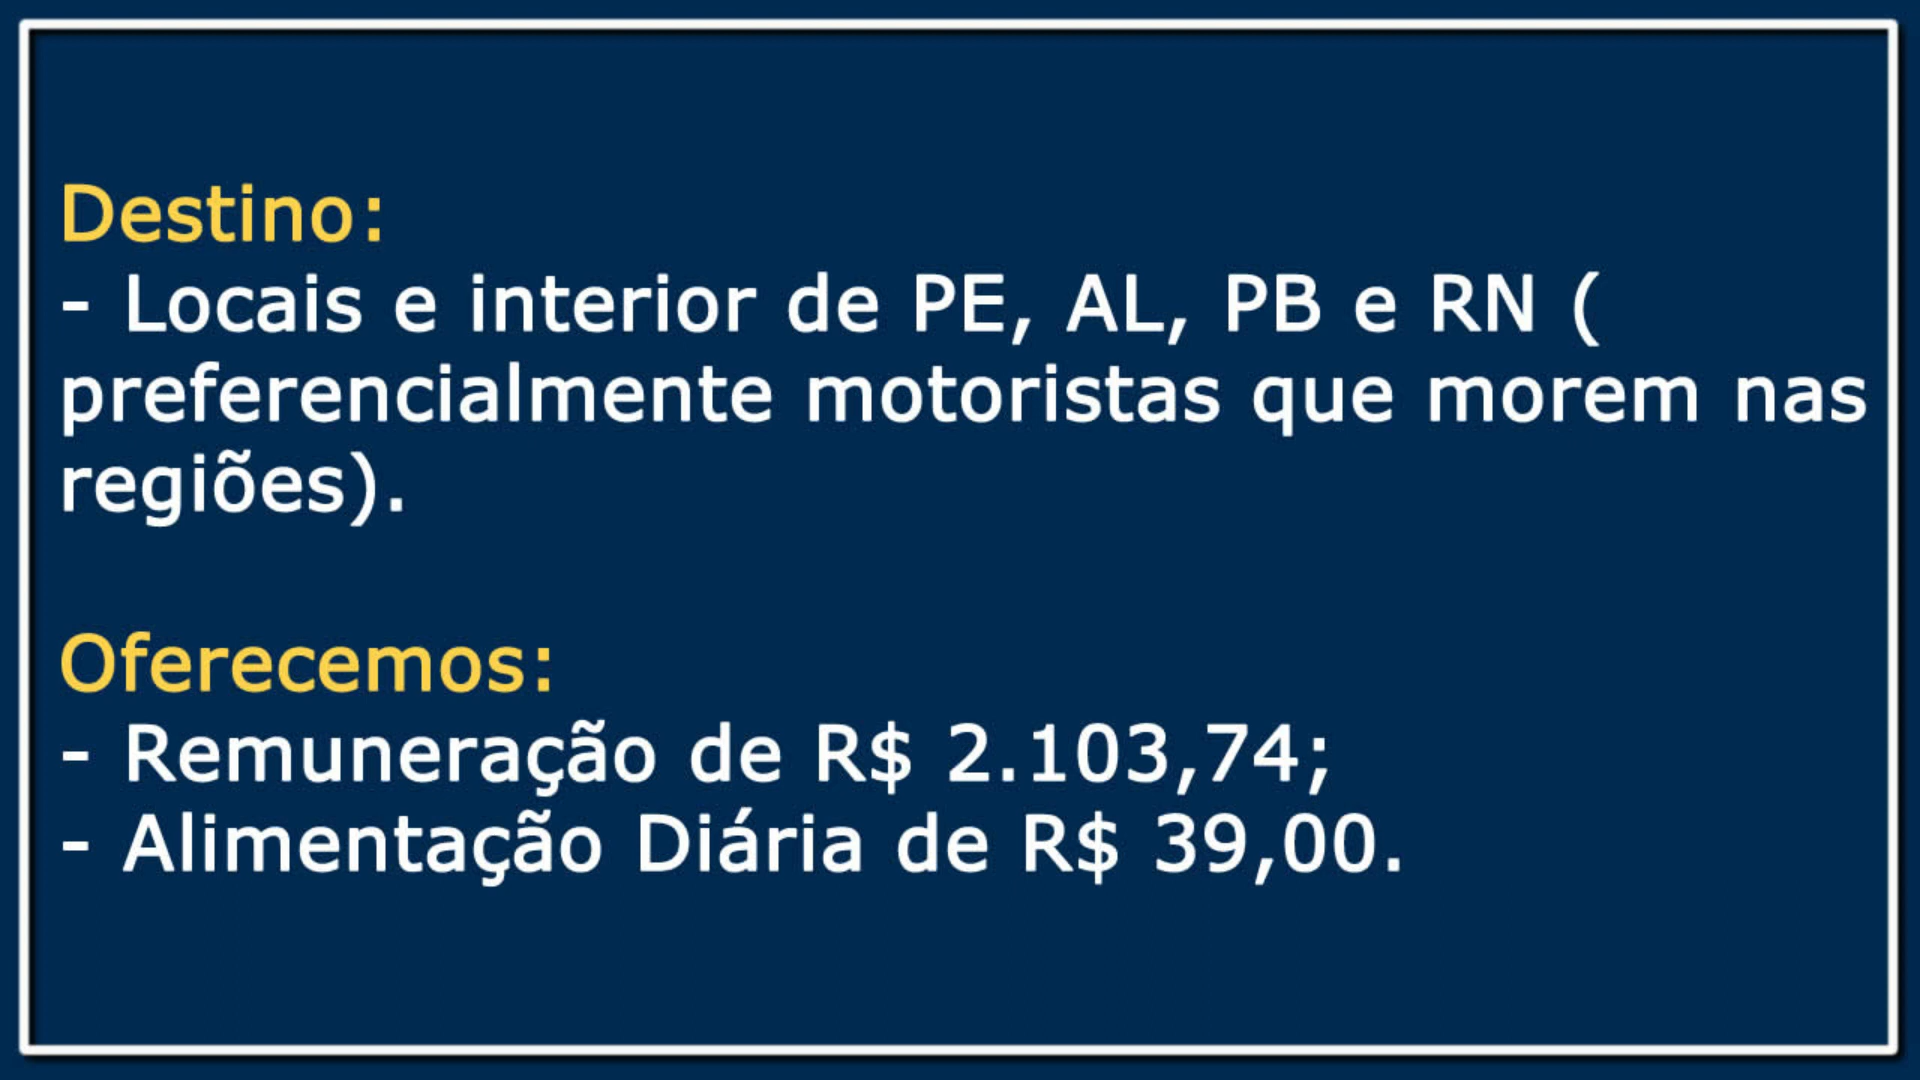 Destino:
- Locais e interior de PE, AL, PB e RN (
preferencialmente motoristas que morem nas
regiões).
Oferecemos:
- Remuneração de R$ 2.103,74;
- Alimentação Diária de R$ 39,00.